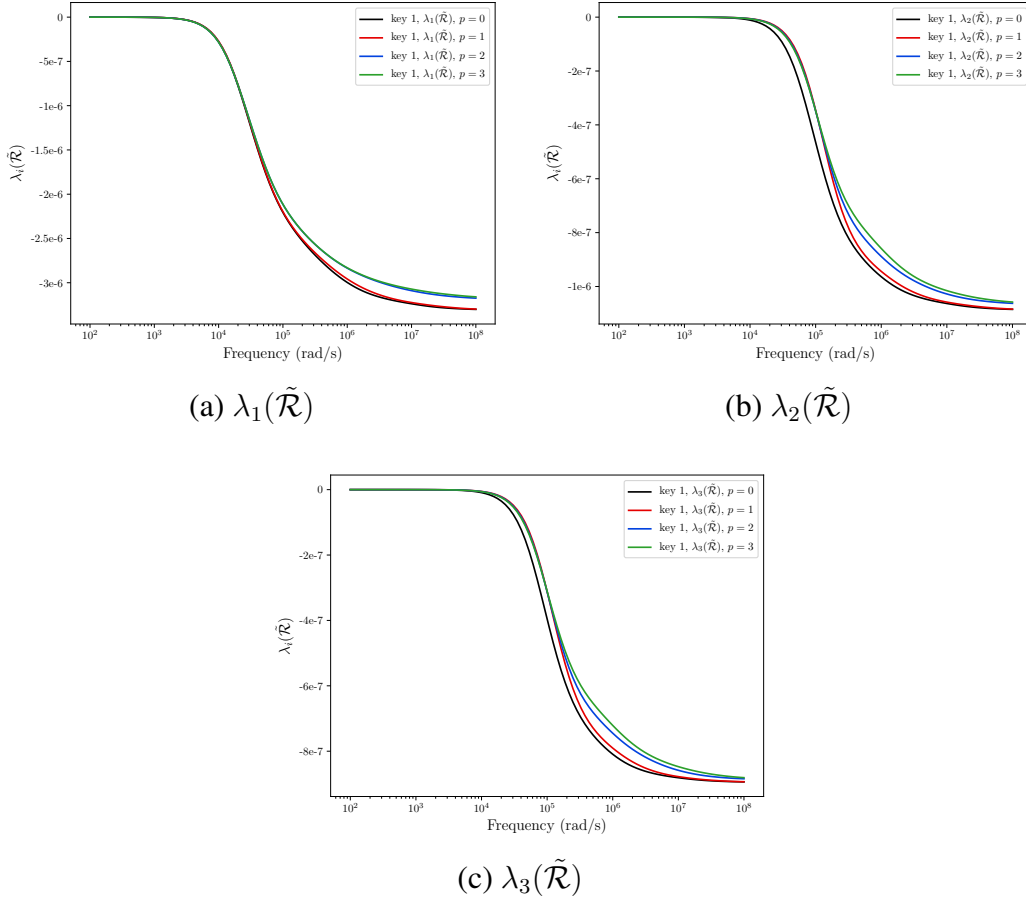 0
-5e-7
-1e-6
-1.5e-6
-2e-6
-2.5e-6
-3e-6
λᵢ(R̃)
10² 10³ 10⁴ 10⁵ 10⁶ 10⁷ 10⁸
Frequency (rad/s)
key 1, λ₁(R̃), p = 0
key 1, λ₁(R̃), p = 1
key 1, λ₁(R̃), p = 2
key 1, λ₁(R̃), p = 3
(a) λ₁(R̃)
0
-2e-7
-4e-7
-6e-7
-8e-7
-1e-6
λᵢ(R̃)
10² 10³ 10⁴ 10⁵ 10⁶ 10⁷ 10⁸
Frequency (rad/s)
key 1, λ₂(R̃), p = 0
key 1, λ₂(R̃), p = 1
key 1, λ₂(R̃), p = 2
key 1, λ₂(R̃), p = 3
(b) λ₂(R̃)
0
-2e-7
-4e-7
-6e-7
-8e-7
λᵢ(R̃)
10² 10³ 10⁴ 10⁵ 10⁶ 10⁷ 10⁸
Frequency (rad/s)
key 1, λ₃(R̃), p = 0
key 1, λ₃(R̃), p = 1
key 1, λ₃(R̃), p = 2
key 1, λ₃(R̃), p = 3
(c) λ₃(R̃)